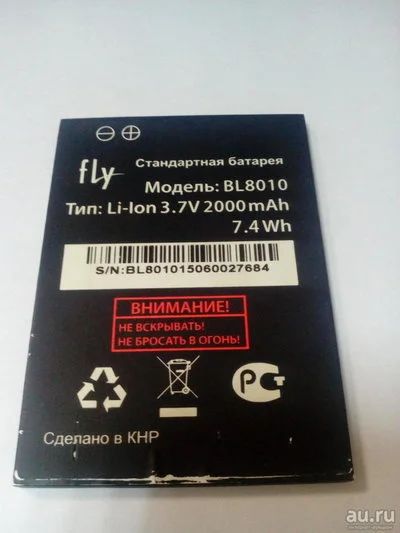 fly
Стандартная батарея
Модель: BL8010
Тип: Li-Ion 3.7V 2000mAh
7.4Wh
S/N:BL801015060027684
ВНИМАНИЕ!
НЕ ВСКРЫВАТЬ!
НЕ БРОСАТЬ В ОГОНЬ!
Сделано в КНР
au.ru